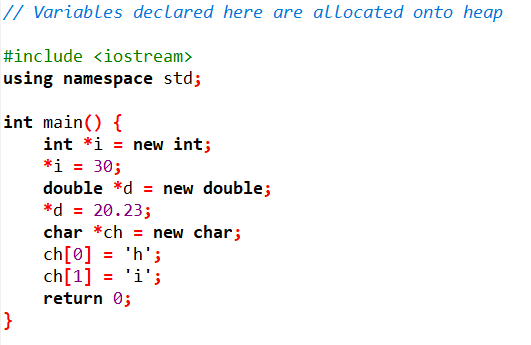 // Variables declared here are allocated onto heap
#include <iostream>
using namespace std;
int main() {
int *i = new int;
*i = 30;
double *d = new double;
*d = 20.23;
char *ch = new char;
ch[0] = 'h';
ch[1] = 'i';
return 0;
}